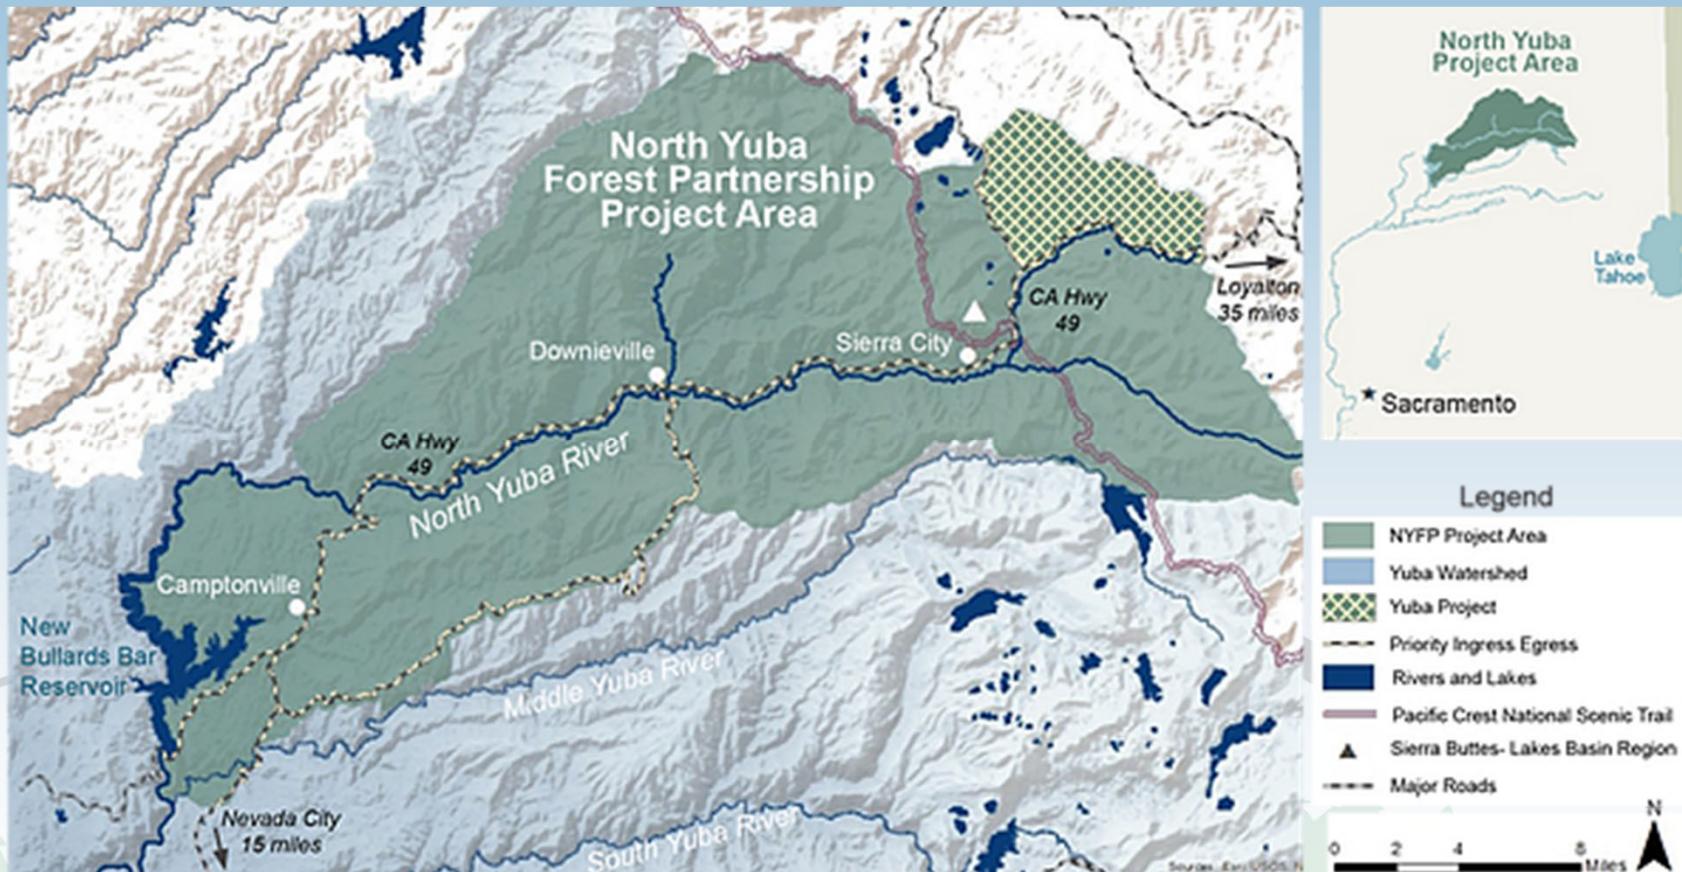 North Yuba
Forest Partnership
Project Area
Downieville
Sierra City
CA Hwy
49
Loyalton
35 miles
CA Hwy
49
North Yuba River
Camptonville
New
Bullards Bar
Reservoir
Middle Yuba River
Nevada City
15 miles
South Yuba River
Sources: Esri, USGS, N
North Yuba
Project Area
Lake
Tahoe
Sacramento
Legend
NYFP Project Area
Yuba Watershed
Yuba Project
Priority Ingress Egress
Rivers and Lakes
Pacific Crest National Scenic Trail
Sierra Buttes- Lakes Basin Region
Major Roads
N
0 2 4 8
Miles